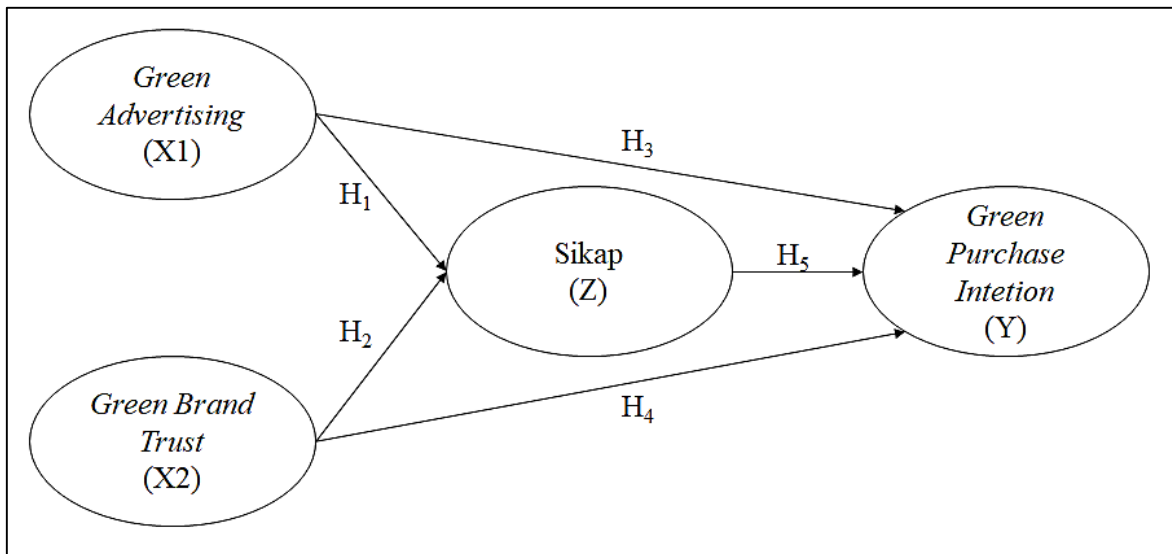 Green
Advertising
(X1)
H3
H1
Sikap
(Z)
H5
Green
Purchase
Intetion
(Y)
H2
Green Brand
Trust
(X2)
H4